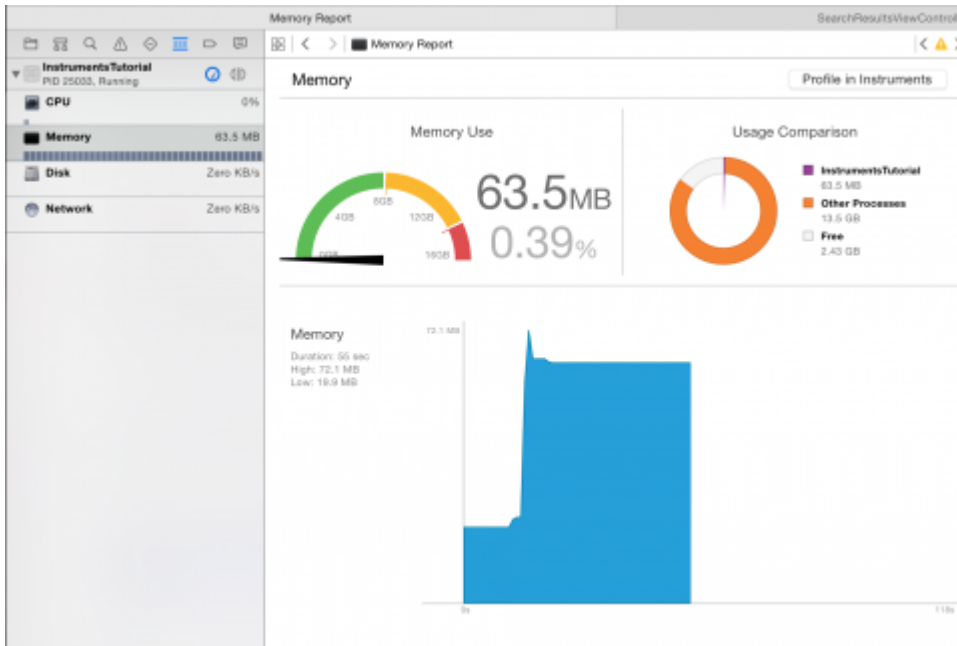 Memory Report
SearchResultsViewControl
Memory Report
InstrumentsTutorial
PID 25033, Running
CPU 0%
Memory 63.5 MB
Disk Zero KB/s
Network Zero KB/s
Memory
Profile in Instruments
Memory Use
Usage Comparison
0GB
4GB
8GB
12GB
16GB
63.5MB
0.39%
InstrumentsTutorial
63.5 MB
Other Processes
13.5 GB
Free
2.43 GB
Memory
Duration: 55 sec
High: 72.1 MB
Low: 19.9 MB
72.1 MB
0s
118s